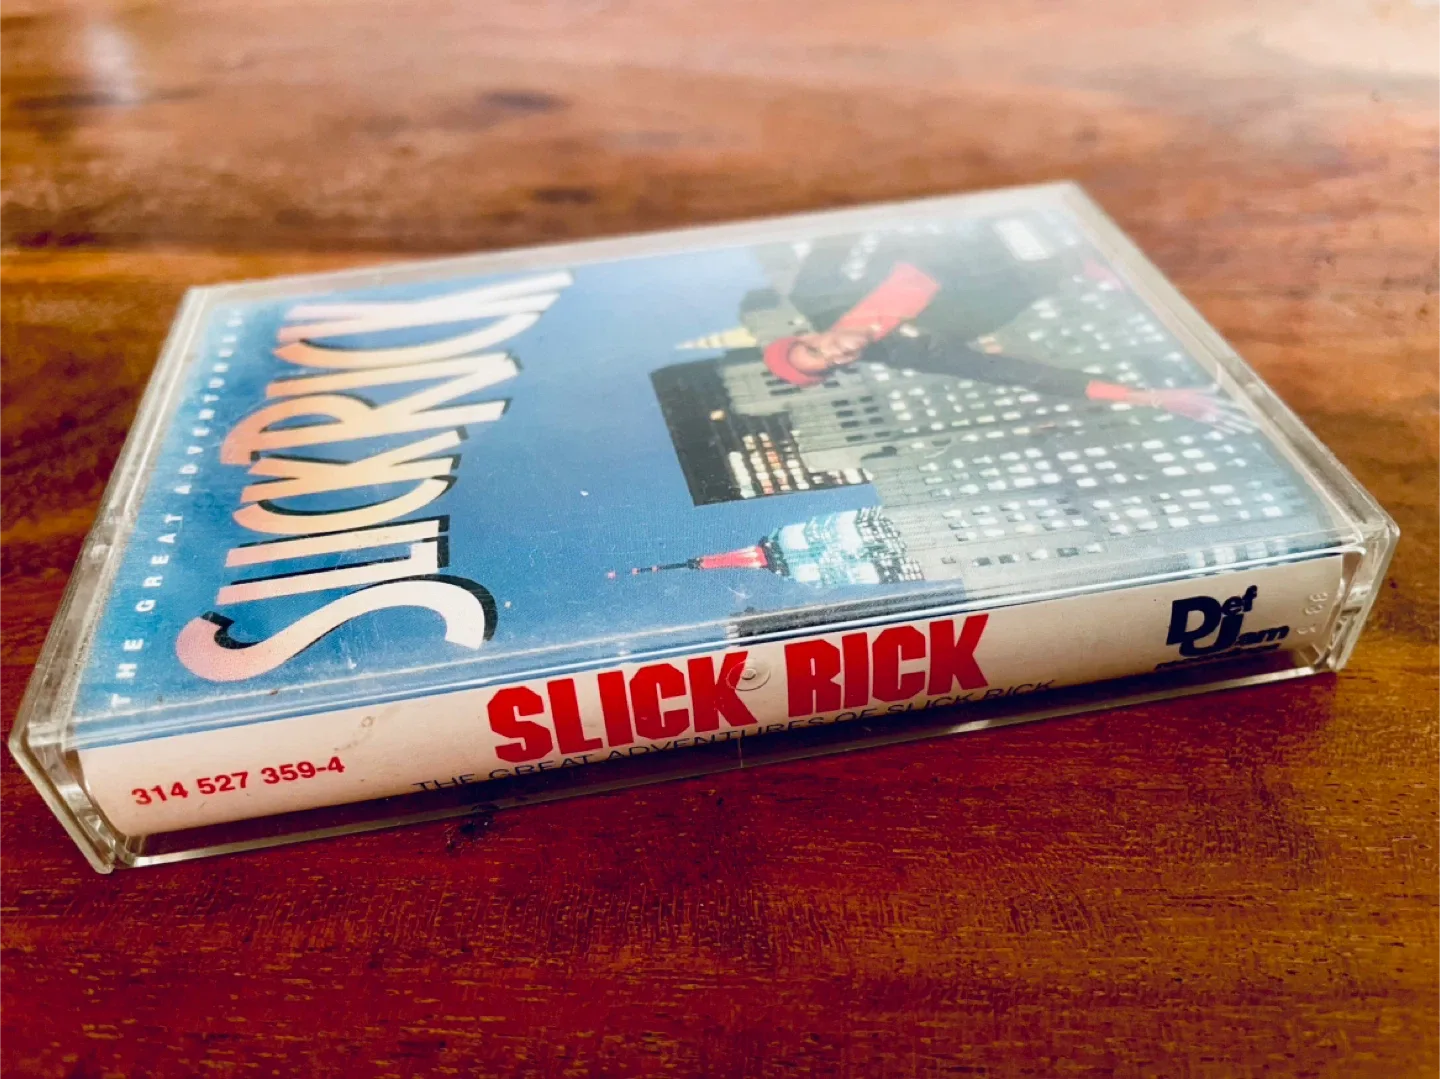 THE GREAT ADVENTURES OF
SLICK RICK
314 527 359-4
SLICK RICK
THE GREAT ADVENTURES OF SLICK RICK
Def
Jam